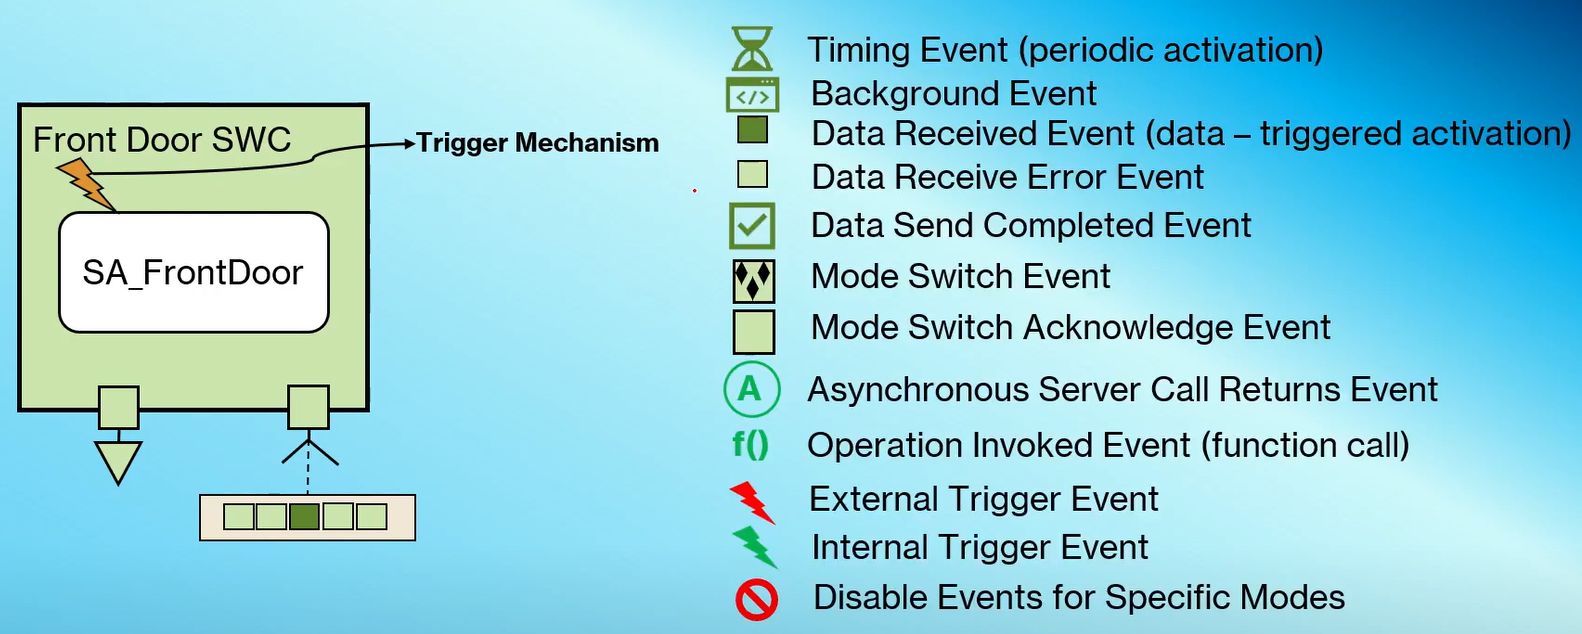 Front Door SWC
Trigger Mechanism
SA_FrontDoor
Timing Event (periodic activation)
</>
Background Event
Data Received Event (data – triggered activation)
Data Receive Error Event
Data Send Completed Event
Mode Switch Event
Mode Switch Acknowledge Event
A
Asynchronous Server Call Returns Event
f()
Operation Invoked Event (function call)
External Trigger Event
Internal Trigger Event
Disable Events for Specific Modes